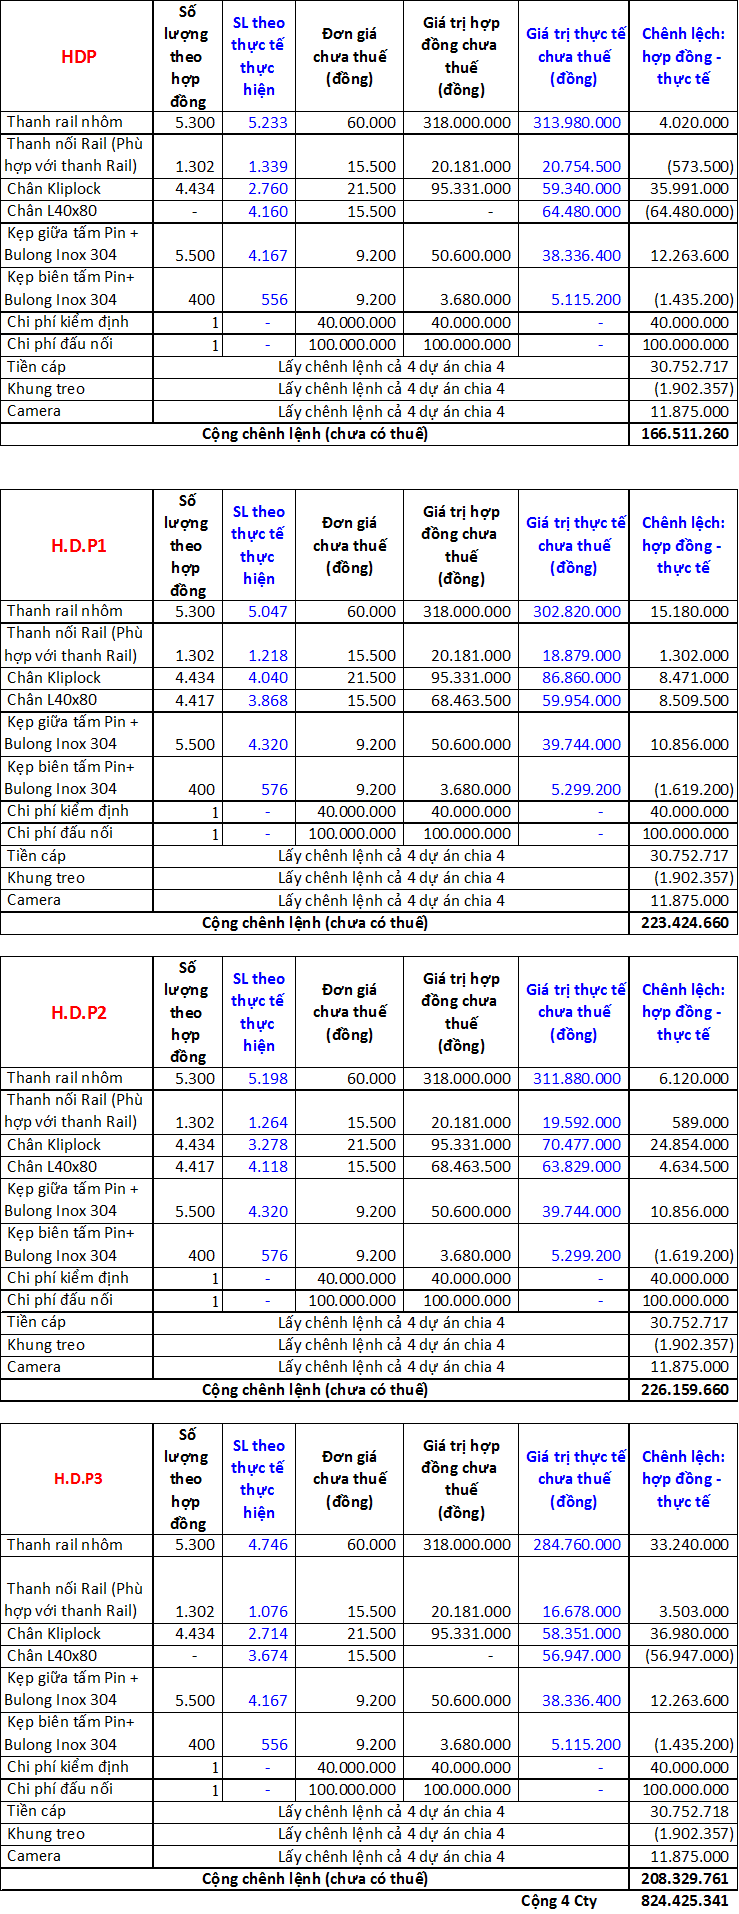 HDP | Số lượng theo hợp đồng | SL theo thực tế thực hiện | Đơn giá chưa thuế (đồng) | Giá trị hợp đồng chưa thuế (đồng) | Giá trị thực tế chưa thuế (đồng) | Chênh lệch: hợp đồng - thực tế
Thanh rail nhôm | 5.300 | 5.233 | 60.000 | 318.000.000 | 313.980.000 | 4.020.000
Thanh nối Rail (Phù hợp với thanh Rail) | 1.302 | 1.339 | 15.500 | 20.181.000 | 20.754.500 | (573.500)
Chân Kliplock | 4.434 | 2.760 | 21.500 | 95.331.000 | 59.340.000 | 35.991.000
Chân L40x80 | - | 4.160 | 15.500 | - | 64.480.000 | (64.480.000)
Kẹp giữa tấm Pin + Bulong Inox 304 | 5.500 | 4.167 | 9.200 | 50.600.000 | 38.336.400 | 12.263.600
Kẹp biên tấm Pin+ Bulong Inox 304 | 400 | 556 | 9.200 | 3.680.000 | 5.115.200 | (1.435.200)
Chi phí kiểm định | 1 | - | 40.000.000 | 40.000.000 | - | 40.000.000
Chi phí đấu nối | 1 | - | 100.000.000 | 100.000.000 | - | 100.000.000
Tiền cáp | Lấy chênh lệnh cả 4 dự án chia 4 | 30.752.717
Khung treo | Lấy chênh lệnh cả 4 dự án chia 4 | (1.902.357)
Camera | Lấy chênh lệnh cả 4 dự án chia 4 | 11.875.000
Cộng chênh lệnh (chưa có thuế) | 166.511.260
H.D.P1 | Số lượng theo hợp đồng | SL theo thực tế thực hiện | Đơn giá chưa thuế (đồng) | Giá trị hợp đồng chưa thuế (đồng) | Giá trị thực tế chưa thuế (đồng) | Chênh lệch: hợp đồng - thực tế
Thanh rail nhôm | 5.300 | 5.047 | 60.000 | 318.000.000 | 302.820.000 | 15.180.000
Thanh nối Rail (Phù hợp với thanh Rail) | 1.302 | 1.218 | 15.500 | 20.181.000 | 18.879.000 | 1.302.000
Chân Kliplock | 4.434 | 4.040 | 21.500 | 95.331.000 | 86.860.000 | 8.471.000
Chân L40x80 | 4.417 | 3.868 | 15.500 | 68.463.500 | 59.954.000 | 8.509.500
Kẹp giữa tấm Pin + Bulong Inox 304 | 5.500 | 4.320 | 9.200 | 50.600.000 | 39.744.000 | 10.856.000
Kẹp biên tấm Pin+ Bulong Inox 304 | 400 | 576 | 9.200 | 3.680.000 | 5.299.200 | (1.619.200)
Chi phí kiểm định | 1 | - | 40.000.000 | 40.000.000 | - | 40.000.000
Chi phí đấu nối | 1 | - | 100.000.000 | 100.000.000 | - | 100.000.000
Tiền cáp | Lấy chênh lệnh cả 4 dự án chia 4 | 30.752.717
Khung treo | Lấy chênh lệnh cả 4 dự án chia 4 | (1.902.357)
Camera | Lấy chênh lệnh cả 4 dự án chia 4 | 11.875.000
Cộng chênh lệnh (chưa có thuế) | 223.424.660
H.D.P2 | Số lượng theo hợp đồng | SL theo thực tế thực hiện | Đơn giá chưa thuế (đồng) | Giá trị hợp đồng chưa thuế (đồng) | Giá trị thực tế chưa thuế (đồng) | Chênh lệch: hợp đồng - thực tế
Thanh rail nhôm | 5.300 | 5.198 | 60.000 | 318.000.000 | 311.880.000 | 6.120.000
Thanh nối Rail (Phù hợp với thanh Rail) | 1.302 | 1.264 | 15.500 | 20.181.000 | 19.592.000 | 589.000
Chân Kliplock | 4.434 | 3.278 | 21.500 | 95.331.000 | 70.477.000 | 24.854.000
Chân L40x80 | 4.417 | 4.118 | 15.500 | 68.463.500 | 63.829.000 | 4.634.500
Kẹp giữa tấm Pin + Bulong Inox 304 | 5.500 | 4.320 | 9.200 | 50.600.000 | 39.744.000 | 10.856.000
Kẹp biên tấm Pin+ Bulong Inox 304 | 400 | 576 | 9.200 | 3.680.000 | 5.299.200 | (1.619.200)
Chi phí kiểm định | 1 | - | 40.000.000 | 40.000.000 | - | 40.000.000
Chi phí đấu nối | 1 | - | 100.000.000 | 100.000.000 | - | 100.000.000
Tiền cáp | Lấy chênh lệnh cả 4 dự án chia 4 | 30.752.717
Khung treo | Lấy chênh lệnh cả 4 dự án chia 4 | (1.902.357)
Camera | Lấy chênh lệnh cả 4 dự án chia 4 | 11.875.000
Cộng chênh lệnh (chưa có thuế) | 226.159.660
H.D.P3 | Số lượng theo hợp đồng | SL theo thực tế thực hiện | Đơn giá chưa thuế (đồng) | Giá trị hợp đồng chưa thuế (đồng) | Giá trị thực tế chưa thuế (đồng) | Chênh lệch: hợp đồng - thực tế
Thanh rail nhôm | 5.300 | 4.746 | 60.000 | 318.000.000 | 284.760.000 | 33.240.000
Thanh nối Rail (Phù hợp với thanh Rail) | 1.302 | 1.076 | 15.500 | 20.181.000 | 16.678.000 | 3.503.000
Chân Kliplock | 4.434 | 2.714 | 21.500 | 95.331.000 | 58.351.000 | 36.980.000
Chân L40x80 | - | 3.674 | 15.500 | - | 56.947.000 | (56.947.000)
Kẹp giữa tấm Pin + Bulong Inox 304 | 5.500 | 4.167 | 9.200 | 50.600.000 | 38.336.400 | 12.263.600
Kẹp biên tấm Pin+ Bulong Inox 304 | 400 | 556 | 9.200 | 3.680.000 | 5.115.200 | (1.435.200)
Chi phí kiểm định | 1 | - | 40.000.000 | 40.000.000 | - | 40.000.000
Chi phí đấu nối | 1 | - | 100.000.000 | 100.000.000 | - | 100.000.000
Tiền cáp | Lấy chênh lệnh cả 4 dự án chia 4 | 30.752.718
Khung treo | Lấy chênh lệnh cả 4 dự án chia 4 | (1.902.357)
Camera | Lấy chênh lệnh cả 4 dự án chia 4 | 11.875.000
Cộng chênh lệnh (chưa có thuế) | 208.329.761
Cộng 4 Cty | 824.425.341